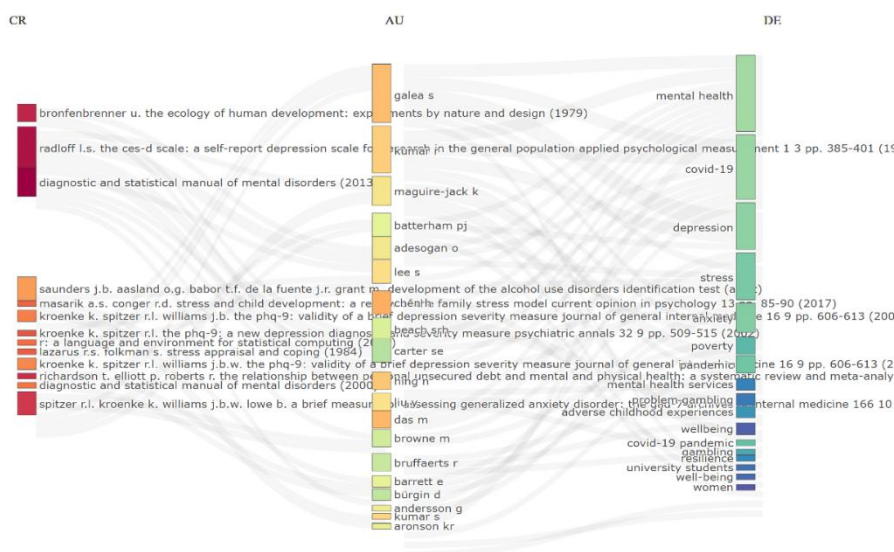 CR
AU
DE
bronfenbrenner u. the ecology of human development: experiments by nature and design (1979)
radloff l.s. the ces-d scale: a self-report depression scale for research in the general population applied psychological measurement 1 3 pp. 385-401 (19
diagnostic and statistical manual of mental disorders (2013
saunders j.b. aasland o.g. babor t.f. de la fuente j.r. grant m. development of the alcohol use disorders identification test (a
masarik a.s. conger r.d. stress and child development: a review of the family stress model current opinion in psychology 13 pp. 85-90 (2017)
kroenke k. spitzer r.l. williams j.b. the phq-9: validity of a brief depression severity measure journal of general internal medicine 16 9 pp. 606-613 (200
kroenke k. spitzer r.l. the phq-9: a new depression diagnostic and severity measure psychiatric annals 32 9 pp. 509-515 (2002)
r: a language and environment for statistical computing (2
lazarus r.s. folkman s. stress appraisal and coping (1984)
kroenke k. spitzer r.l. williams j.b.w. the phq-9: validity of a brief depression severity measure journal of general internal medicine 16 9 pp. 606-613 (2
richardson t. elliott p. roberts r. the relationship between personal unsecured debt and mental and physical health: a systematic review and meta-analy
diagnostic and statistical manual of mental disorders (2000)
spitzer r.l. kroenke k. williams j.b.w. lowe b. a brief measure for assessing generalized anxiety disorder: the gad-7 archives of internal medicine 166 10
galea s
kumar r
maguire-jack k
batterham pj
adesogan o
lee s
beach srh
carter se
ning n
liu y
das m
browne m
bruffaerts r
barrett e
bürgin d
andersson g
kumar s
aronson kr
mental health
covid-19
depression
stress
anxiety
poverty
pandemic
mental health services
problem-gambling
adverse childhood experiences
wellbeing
covid-19 pandemic
gambling
resilience
university students
well-being
women